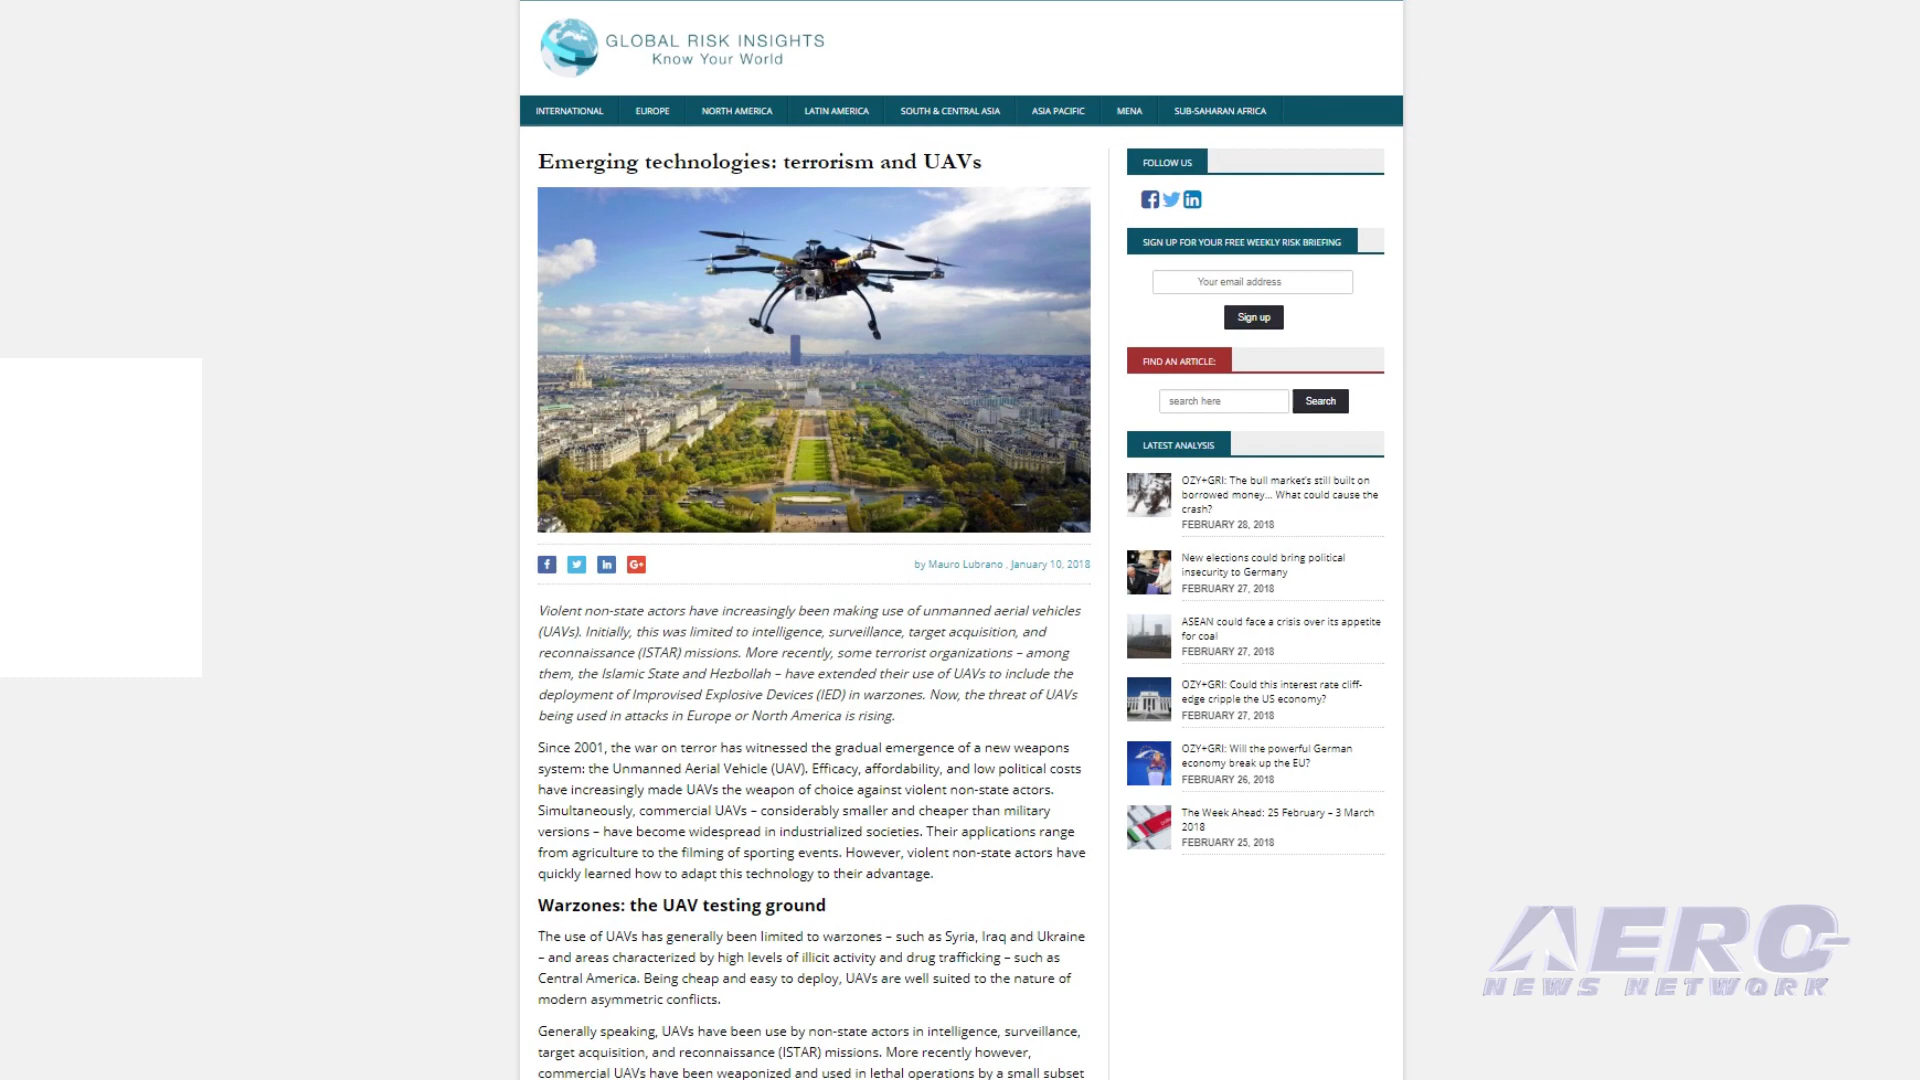 GLOBAL RISK INSIGHTS
Know Your World
INTERNATIONAL EUROPE NORTH AMERICA LATIN AMERICA SOUTH & CENTRAL ASIA ASIA PACIFIC MENA SUB-SAHARAN AFRICA
Emerging technologies: terrorism and UAVs
by Mauro Lubrano , January 10, 2018
Violent non-state actors have increasingly been making use of unmanned aerial vehicles
(UAVs). Initially, this was limited to intelligence, surveillance, target acquisition, and
reconnaissance (ISTAR) missions. More recently, some terrorist organizations – among
them, the Islamic State and Hezbollah – have extended their use of UAVs to include the
deployment of Improvised Explosive Devices (IED) in warzones. Now, the threat of UAVs
being used in attacks in Europe or North America is rising.
Since 2001, the war on terror has witnessed the gradual emergence of a new weapons
system: the Unmanned Aerial Vehicle (UAV). Efficacy, affordability, and low political costs
have increasingly made UAVs the weapon of choice against violent non-state actors.
Simultaneously, commercial UAVs – considerably smaller and cheaper than military
versions – have become widespread in industrialized societies. Their applications range
from agriculture to the filming of sporting events. However, violent non-state actors have
quickly learned how to adapt this technology to their advantage.
Warzones: the UAV testing ground
The use of UAVs has generally been limited to warzones – such as Syria, Iraq and Ukraine
– and areas characterized by high levels of illicit activity and drug trafficking – such as
Central America. Being cheap and easy to deploy, UAVs are well suited to the nature of
modern asymmetric conflicts.
Generally speaking, UAVs have been use by non-state actors in intelligence, surveillance,
target acquisition, and reconnaissance (ISTAR) missions. More recently however,
commercial UAVs have been weaponized and used in lethal operations by a small subset
FOLLOW US
SIGN UP FOR YOUR FREE WEEKLY RISK BRIEFING
Your email address
Sign up
FIND AN ARTICLE:
search here Search
LATEST ANALYSIS
OZY+GRI: The bull market's still built on
borrowed money... What could cause the
crash?
FEBRUARY 28, 2018
New elections could bring political
insecurity to Germany
FEBRUARY 27, 2018
ASEAN could face a crisis over its appetite
for coal
FEBRUARY 27, 2018
OZY+GRI: Could this interest rate cliff-
edge cripple the US economy?
FEBRUARY 27, 2018
OZY+GRI: Will the powerful German
economy break up the EU?
FEBRUARY 26, 2018
The Week Ahead: 25 February – 3 March
2018
FEBRUARY 25, 2018
AERO
NEWS NETWORK